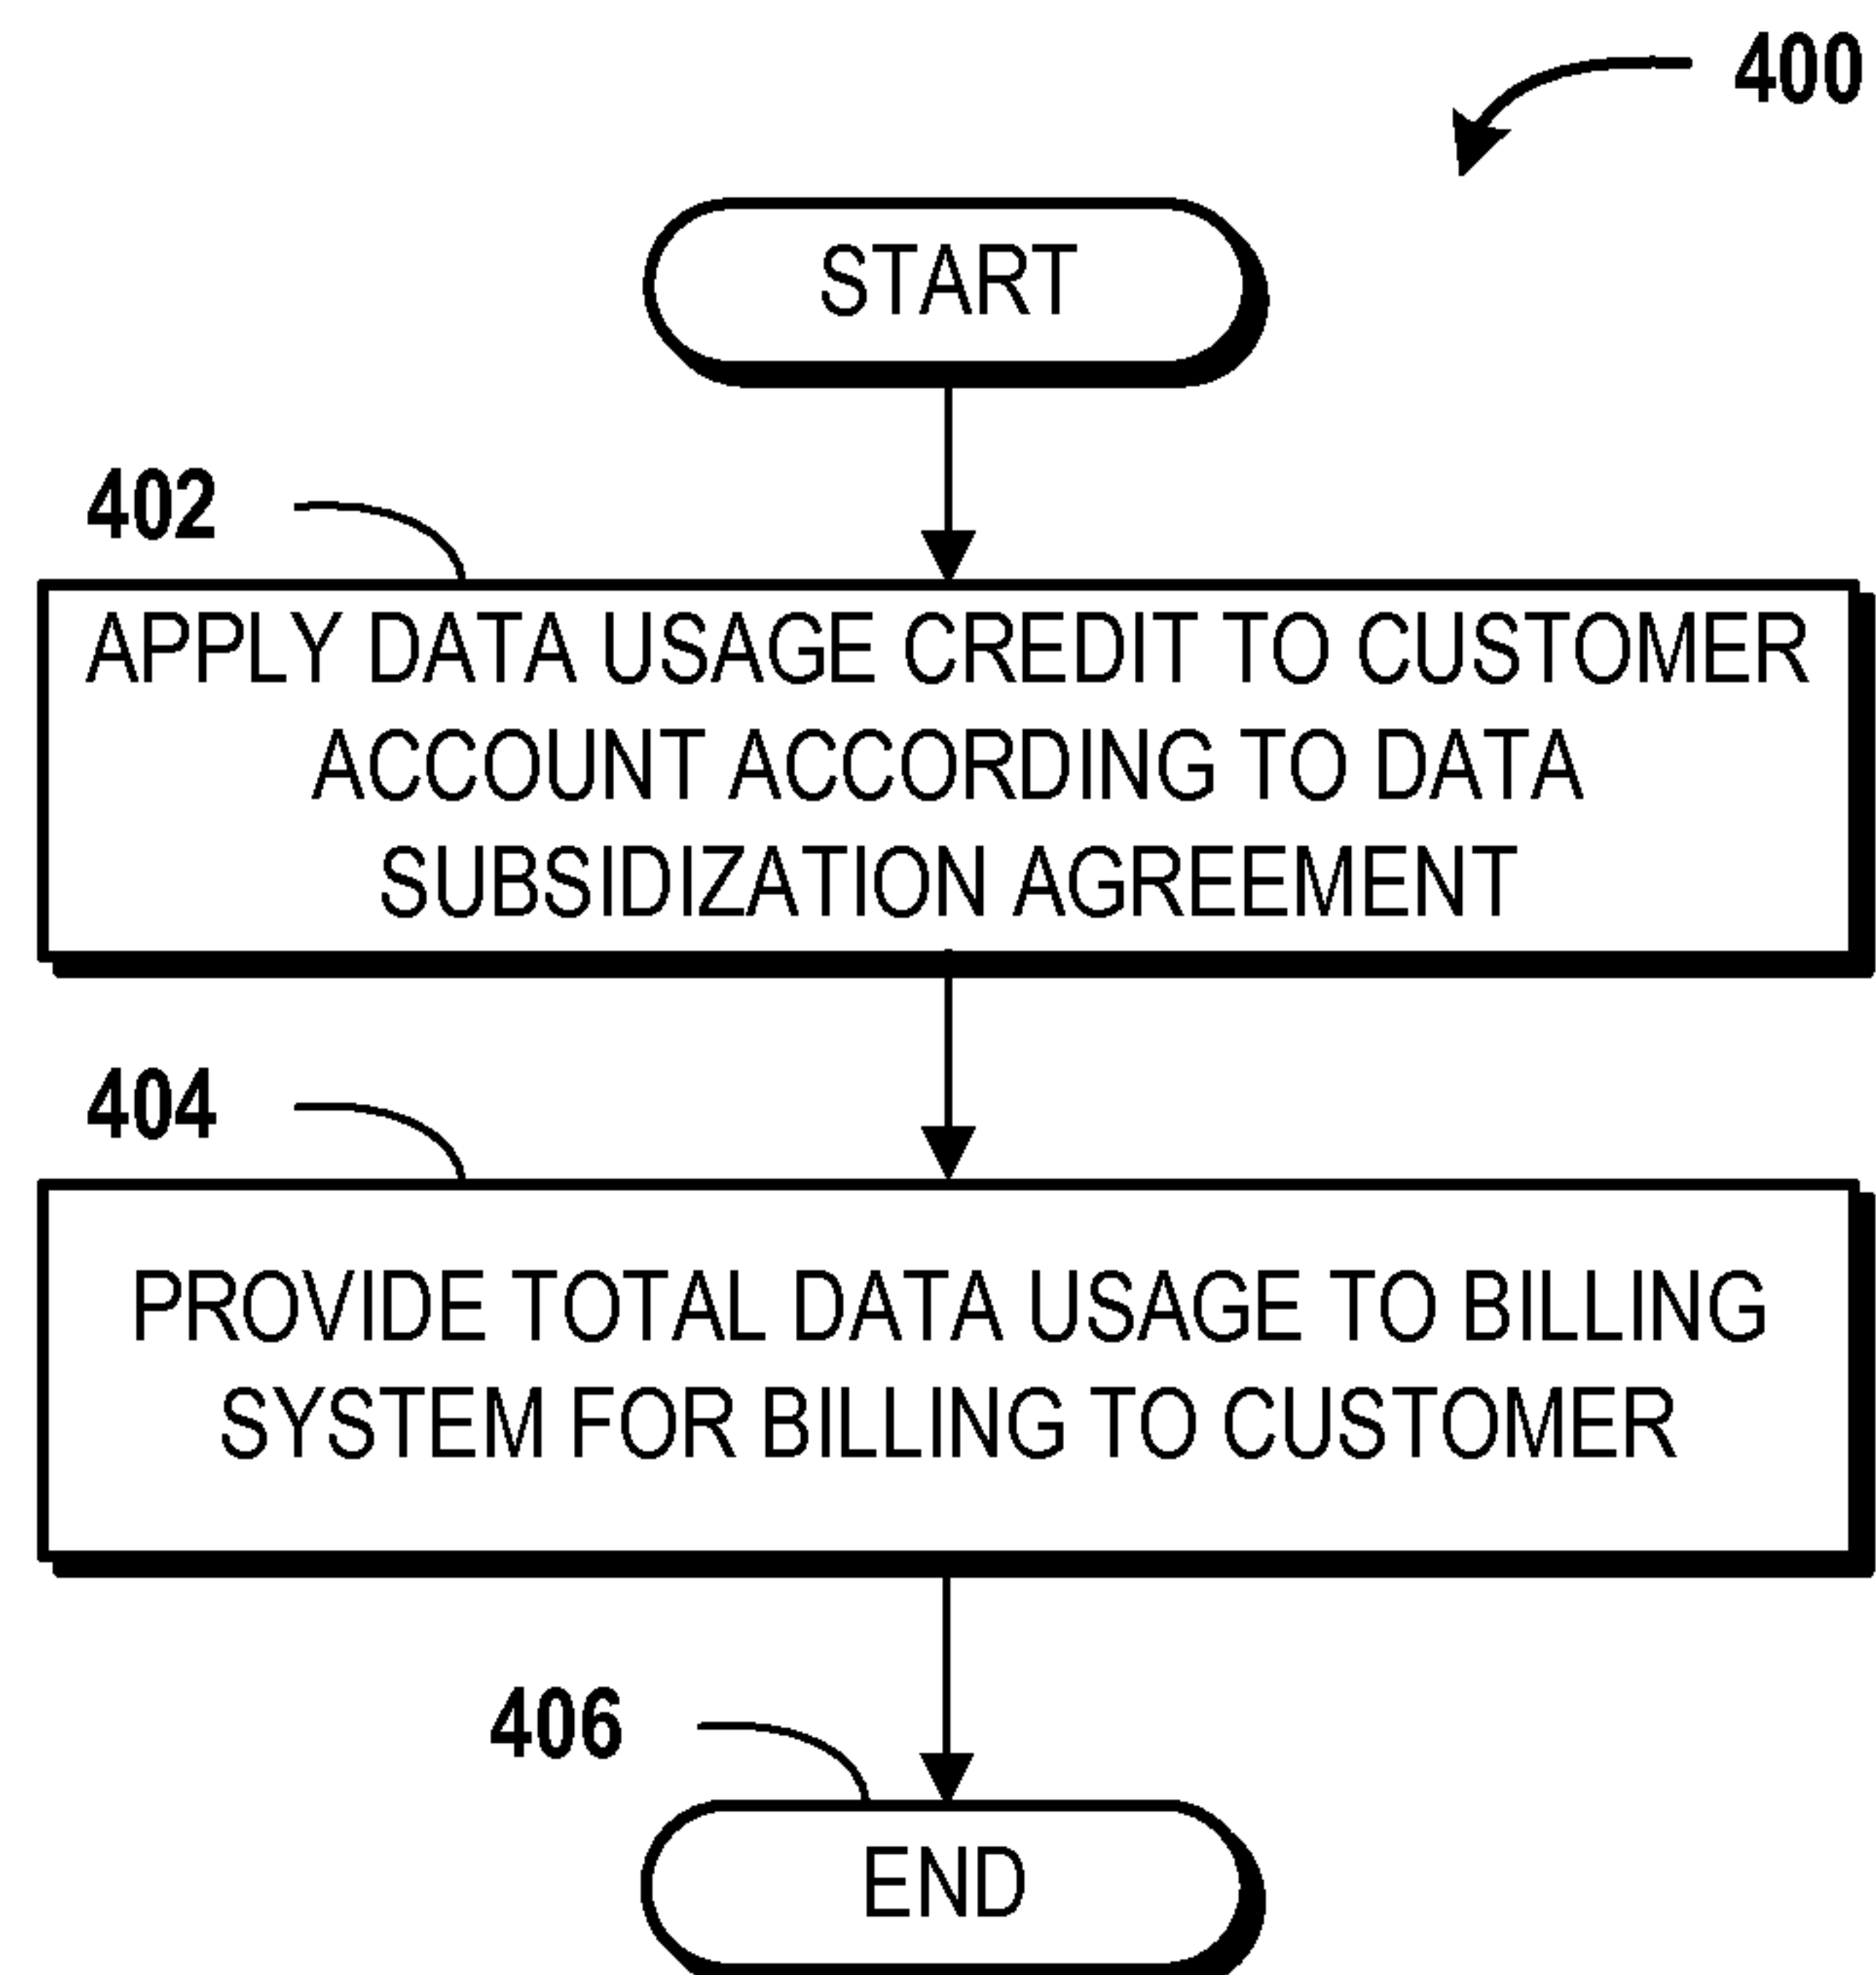 400
START
402
APPLY DATA USAGE CREDIT TO CUSTOMER
ACCOUNT ACCORDING TO DATA
SUBSIDIZATION AGREEMENT
404
PROVIDE TOTAL DATA USAGE TO BILLING
SYSTEM FOR BILLING TO CUSTOMER
406
END